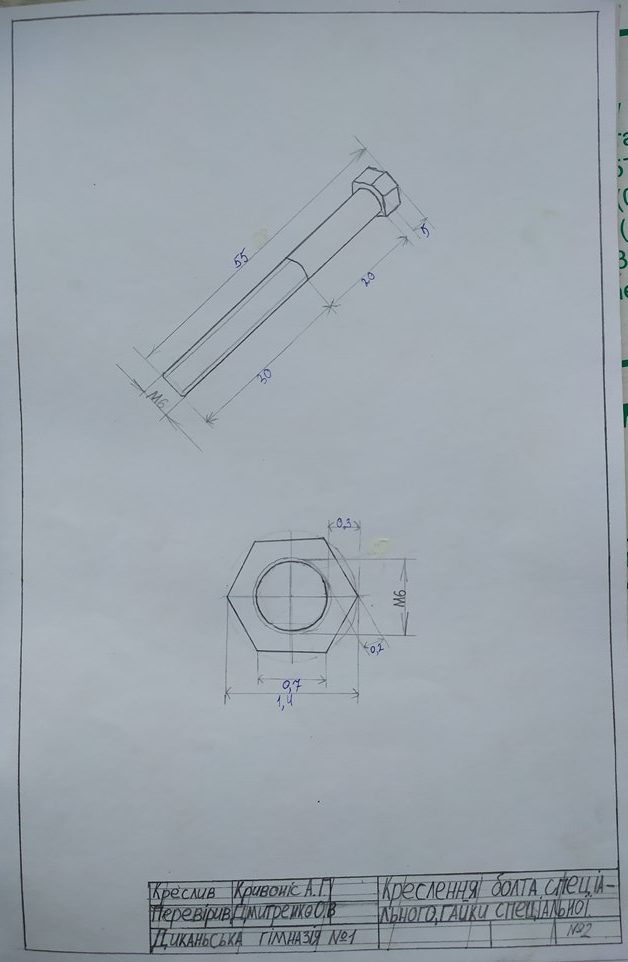 55
5
20
30
М6
0,3
М6
0,2
0,7
1,4
Креслив Кривоніс А.Г
Креслення болта спеціа-
Перевірив Дмитренко О.В
льного, гайки спеціальної.
Диканьська гімназія №1
№2